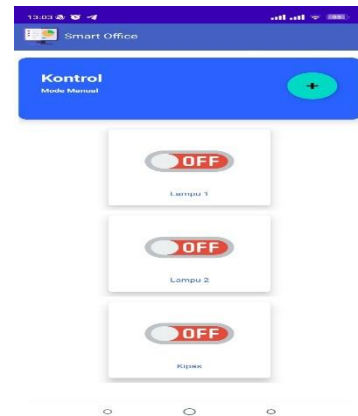 13:03
Smart Office
Kontrol
Mode Manual
+
OFF
Lampu 1
OFF
Lampu 2
OFF
Kipas